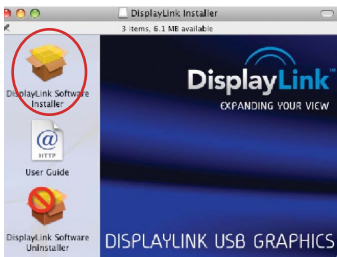 DisplayLink Installer
3 items, 6.1 MB available
DisplayLink Software
Installer
@
HTTP
User Guide
DisplayLink Software
Uninstaller
DisplayLink™
EXPANDING YOUR VIEW
DISPLAYLINK USB GRAPHICS